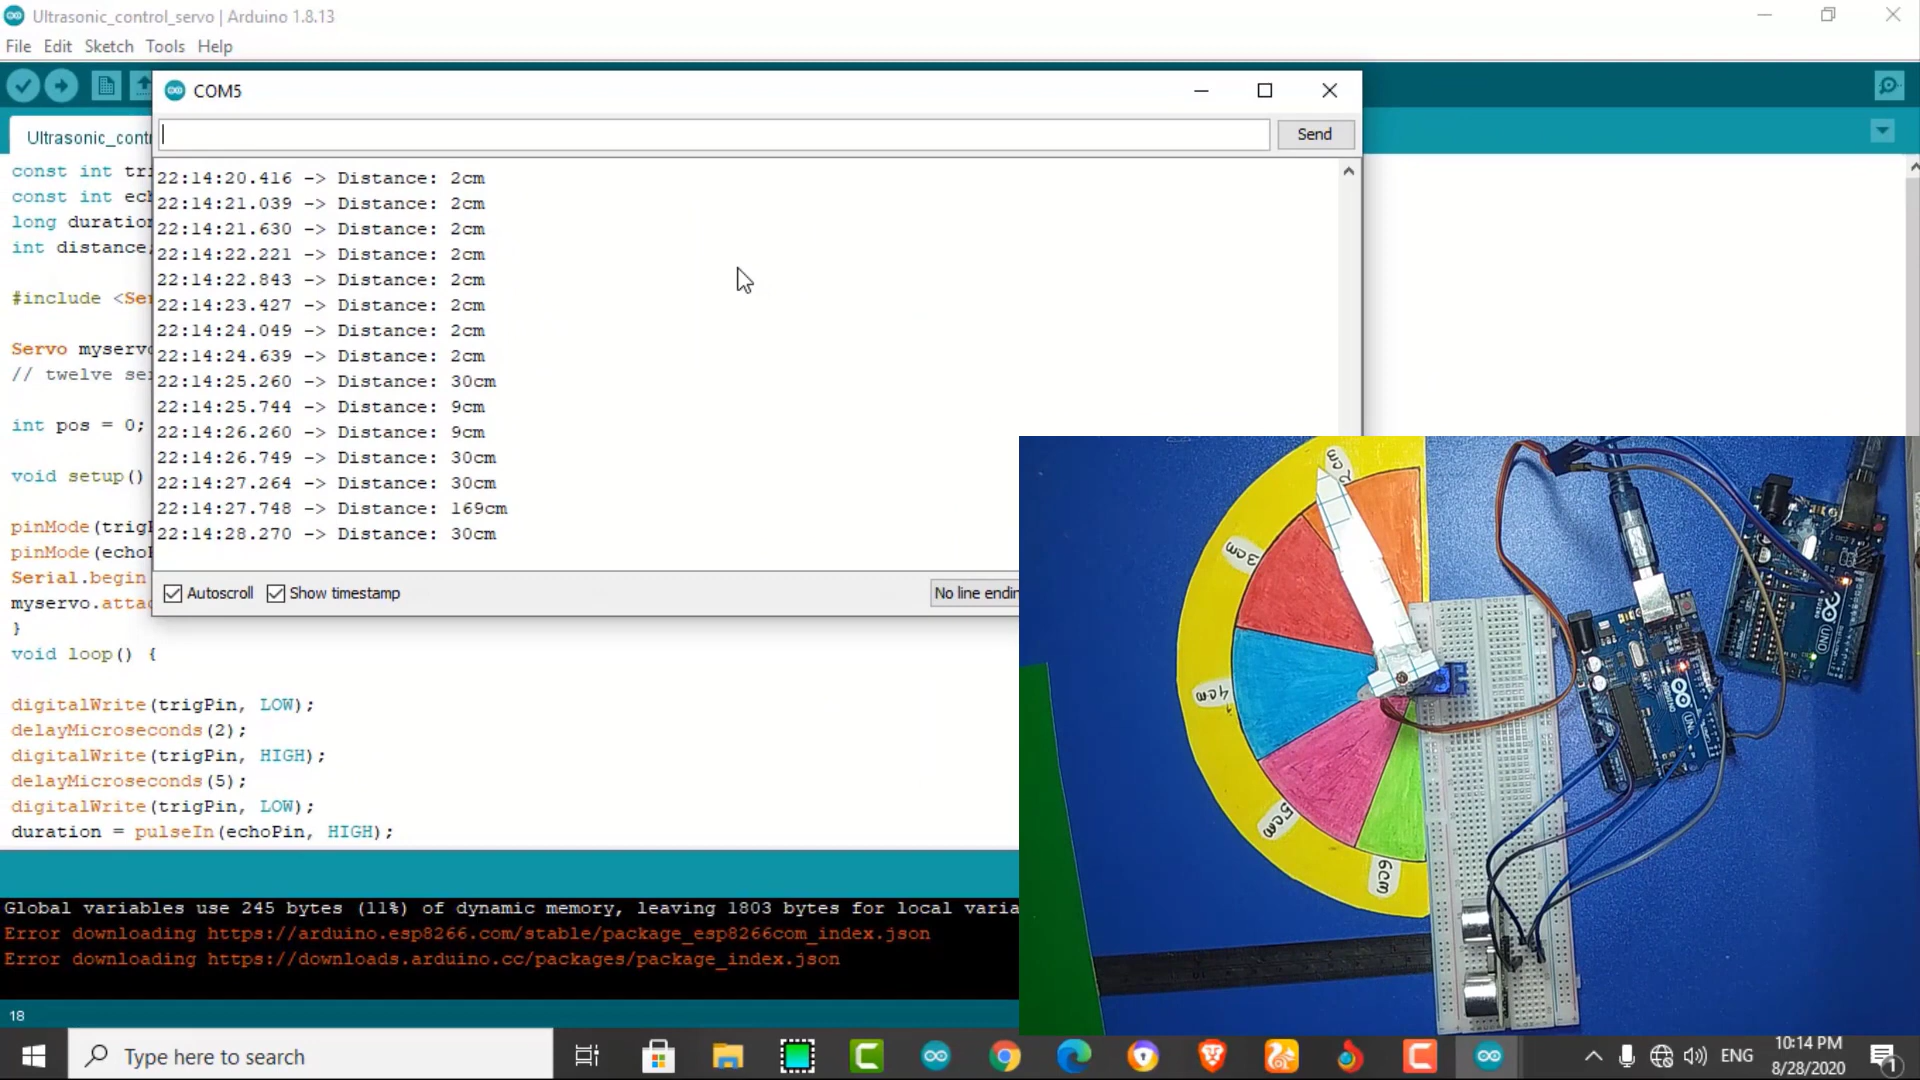 Ultrasonic_control_servo | Arduino 1.8.13
File Edit Sketch Tools Help
COM5
Ultrasonic_cont
Send
const int tri
const int ech
long duration
int distance;
#include <Ser
Servo myservo
// twelve se
int pos = 0;
void setup()
pinMode(trigP
pinMode(echo
Serial.begin
myservo.atta
}
void loop() {
digitalWrite(trigPin, LOW);
delayMicroseconds(2);
digitalWrite(trigPin, HIGH);
delayMicroseconds(5);
digitalWrite(trigPin, LOW);
duration = pulseIn(echoPin, HIGH);
22:14:20.416 -> Distance: 2cm
22:14:21.039 -> Distance: 2cm
22:14:21.630 -> Distance: 2cm
22:14:22.221 -> Distance: 2cm
22:14:22.843 -> Distance: 2cm
22:14:23.427 -> Distance: 2cm
22:14:24.049 -> Distance: 2cm
22:14:24.639 -> Distance: 2cm
22:14:25.260 -> Distance: 30cm
22:14:25.744 -> Distance: 9cm
22:14:26.260 -> Distance: 9cm
22:14:26.749 -> Distance: 30cm
22:14:27.264 -> Distance: 30cm
22:14:27.748 -> Distance: 169cm
22:14:28.270 -> Distance: 30cm
Autoscroll Show timestamp
No line endin
2cm
3cm
4cm
5cm
6cm
UNO
UNO
Global variables use 245 bytes (11%) of dynamic memory, leaving 1803 bytes for local varia
Error downloading https://arduino.esp8266.com/stable/package_esp8266com_index.json
Error downloading https://downloads.arduino.cc/packages/package_index.json
18
Type here to search
ENG
10:14 PM
8/28/2020
1